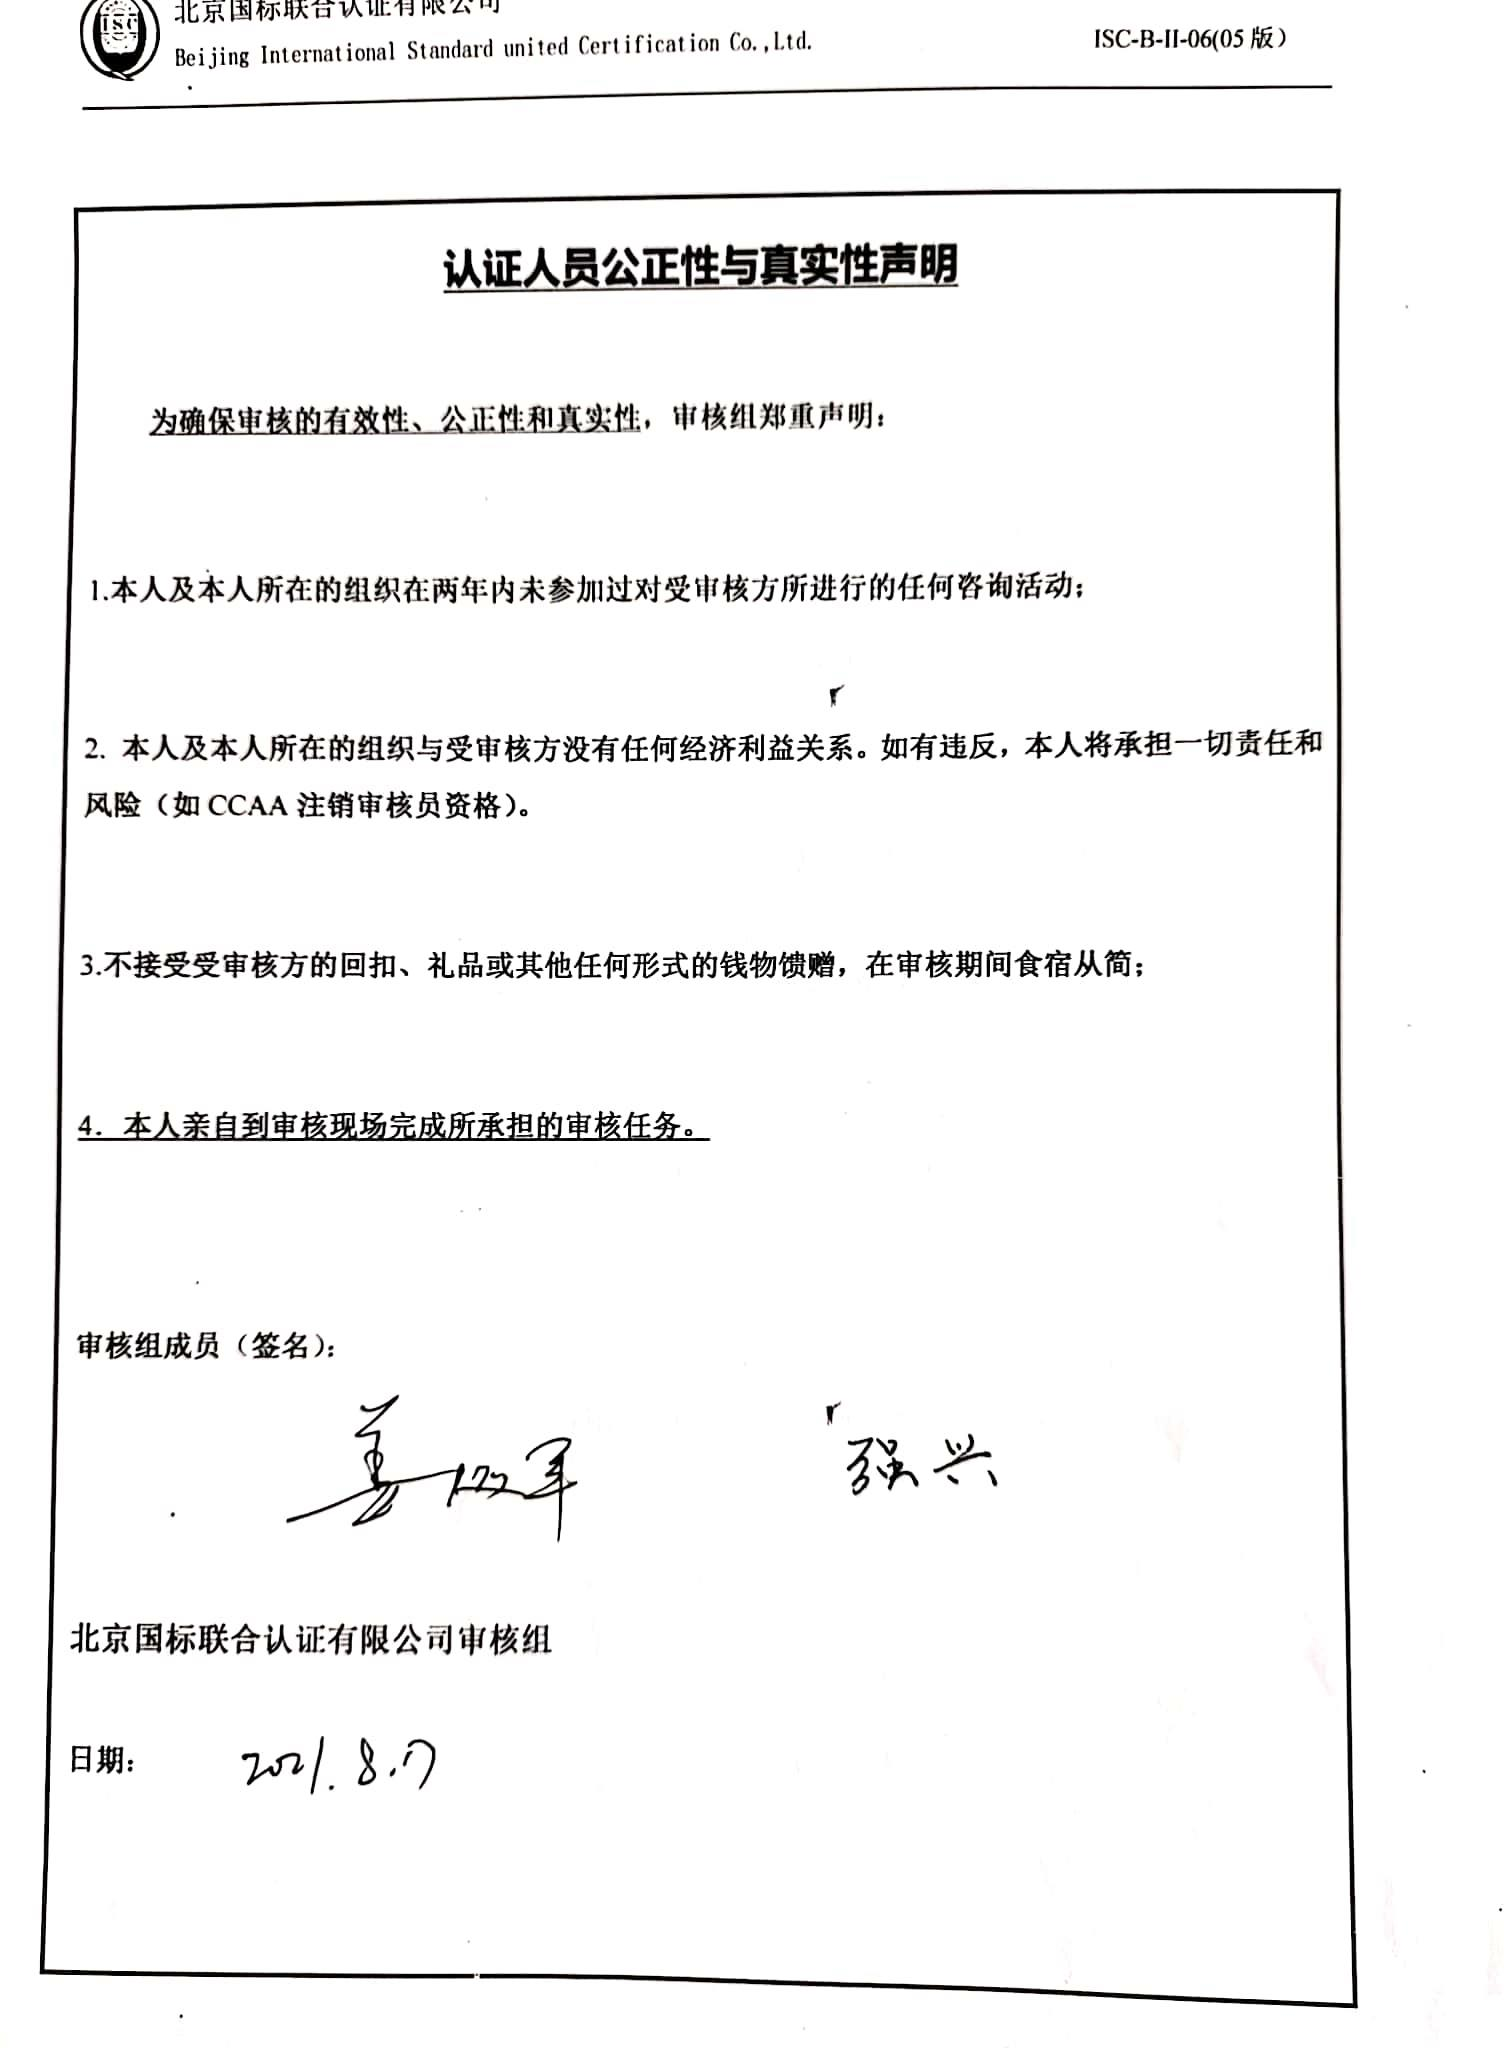 ISC
北京国标联合认证有限公司
Beijing International Standard united Certification Co.,Ltd.
ISC-B-II-06(05 版）
认证人员公正性与真实性声明
为确保审核的有效性、公正性和真实性，审核组郑重声明：
1.本人及本人所在的组织在两年内未参加过对受审核方所进行的任何咨询活动；
2. 本人及本人所在的组织与受审核方没有任何经济利益关系。如有违反，本人将承担一切责任和
风险（如 CCAA 注销审核员资格）。
3.不接受受审核方的回扣、礼品或其他任何形式的钱物馈赠，在审核期间食宿从简；
4. 本人亲自到审核现场完成所承担的审核任务。
审核组成员（签名）：
强兴
北京国标联合认证有限公司审核组
日期：
2021.8.17